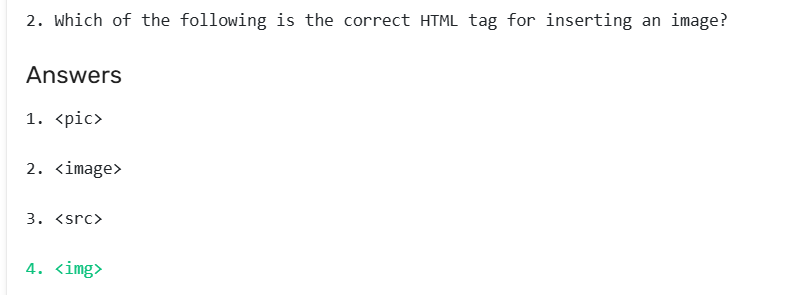 2. Which of the following is the correct HTML tag for inserting an image?
Answers
1. <pic>
2. <image>
3. <src>
4. <img>